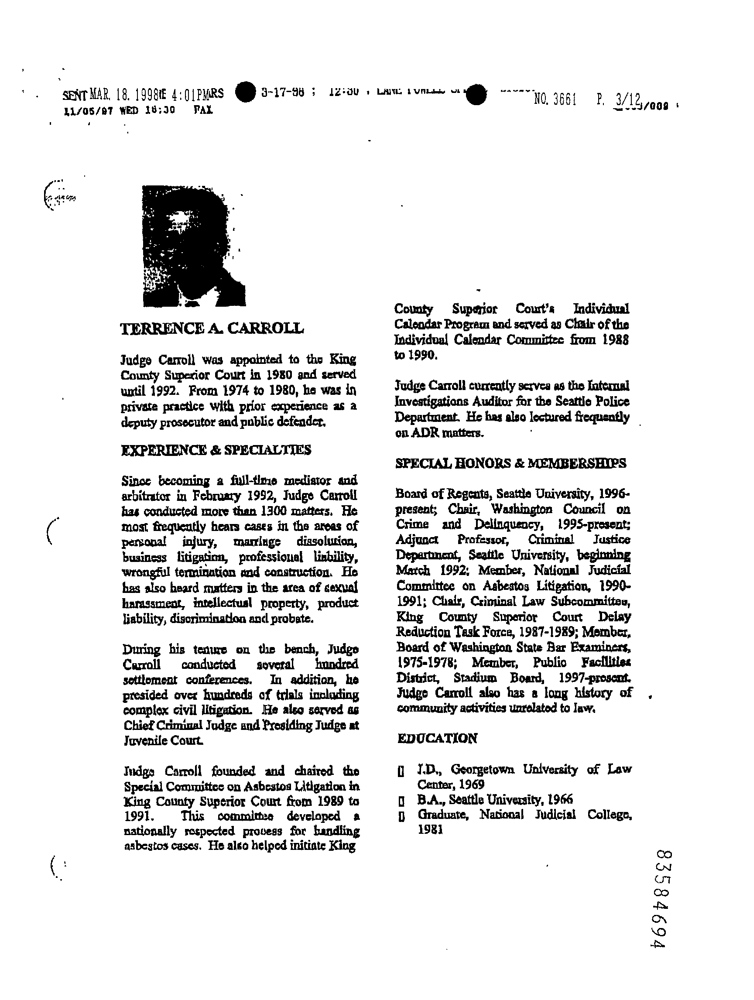 SENT MAR. 18. 1998 4:01PM ARS 3-17-98 ; 12:50 ; LANE POWELL NO. 3661 P. 3/12/009
11/05/97 WED 16:30 FAX
TERRENCE A. CARROLL
Judge Carroll was appointed to the King
County Superior Court in 1980 and served
until 1992. From 1974 to 1980, he was in
private practice with prior experience as a
deputy prosecutor and public defender.
EXPERIENCE & SPECIALTIES
Since becoming a full-time mediator and
arbitrator in February 1992, Judge Carroll
has conducted more than 1300 matters. He
most frequently hears cases in the areas of
personal injury, marriage dissolution,
business litigation, professional liability,
wrongful termination and construction. He
has also heard matters in the area of sexual
harassment, intellectual property, product
liability, discrimination and probate.
During his tenure on the bench, Judge
Carroll conducted several hundred
settlement conferences. In addition, he
presided over hundreds of trials including
complex civil litigation. He also served as
Chief Criminal Judge and Presiding Judge at
Juvenile Court.
Judge Carroll founded and chaired the
Special Committee on Asbestos Litigation in
King County Superior Court from 1989 to
1991. This committee developed a
nationally respected process for handling
asbestos cases. He also helped initiate King
County Superior Court's Individual
Calendar Program and served as Chair of the
Individual Calendar Committee from 1988
to 1990.
Judge Carroll currently serves as the Internal
Investigations Auditor for the Seattle Police
Department. He has also lectured frequently
on ADR matters.
SPECIAL HONORS & MEMBERSHIPS
Board of Regents, Seattle University, 1996-
present; Chair, Washington Council on
Crime and Delinquency, 1995-present;
Adjunct Professor, Criminal Justice
Department, Seattle University, beginning
March 1992; Member, National Judicial
Committee on Asbestos Litigation, 1990-
1991; Chair, Criminal Law Subcommittee,
King County Superior Court Delay
Reduction Task Force, 1987-1989; Member,
Board of Washington State Bar Examiners,
1975-1978; Member, Public Facilities
District, Stadium Board, 1997-present.
Judge Carroll also has a long history of
community activities unrelated to law.
EDUCATION
▯ J.D., Georgetown University of Law
Center, 1969
▯ B.A., Seattle University, 1966
▯ Graduate, National Judicial College,
1981
83584694